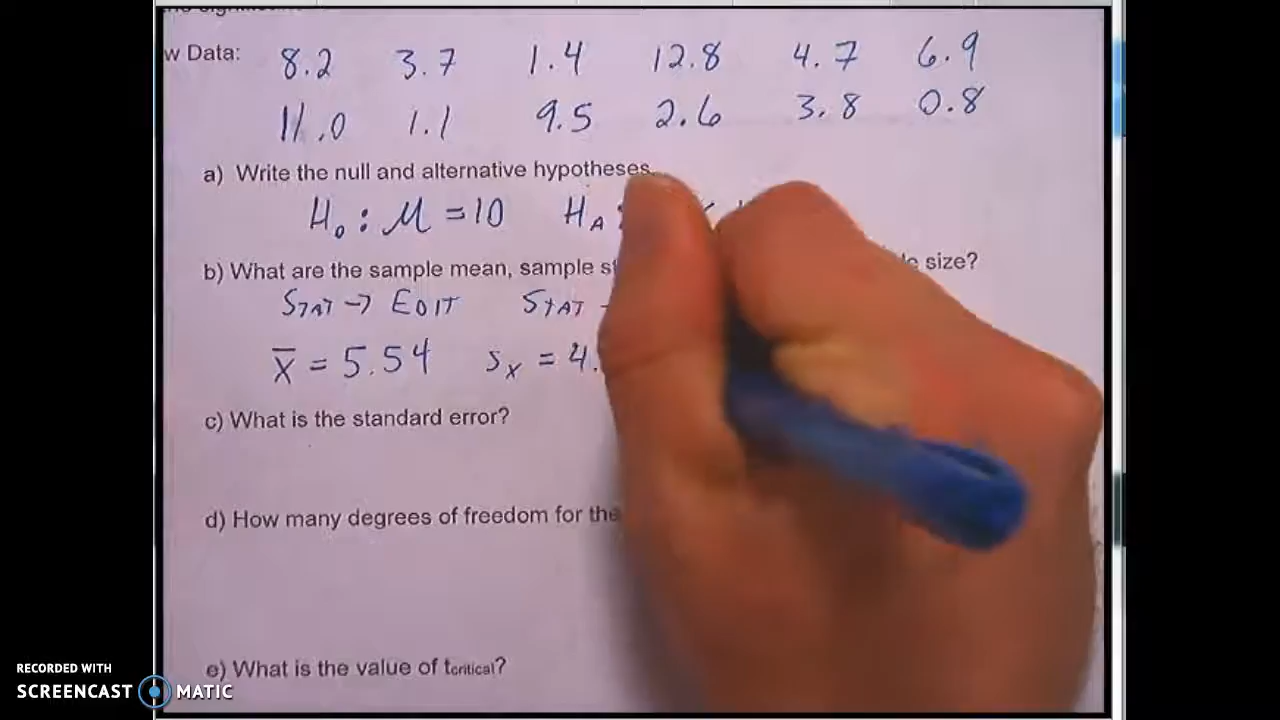 w Data: 8.2 3.7 1.4 12.8 4.7 6.9
11.0 1.1 9.5 2.6 3.8 0.8
a) Write the null and alternative hypotheses.
H₀ : μ = 10 H_A :
b) What are the sample mean, sample size?
STAT → EDIT STAT
x̄ = 5.54 s_x = 4.
c) What is the standard error?
d) How many degrees of freedom for the
e) What is the value of tcritical?
RECORDED WITH
SCREENCAST MATIC